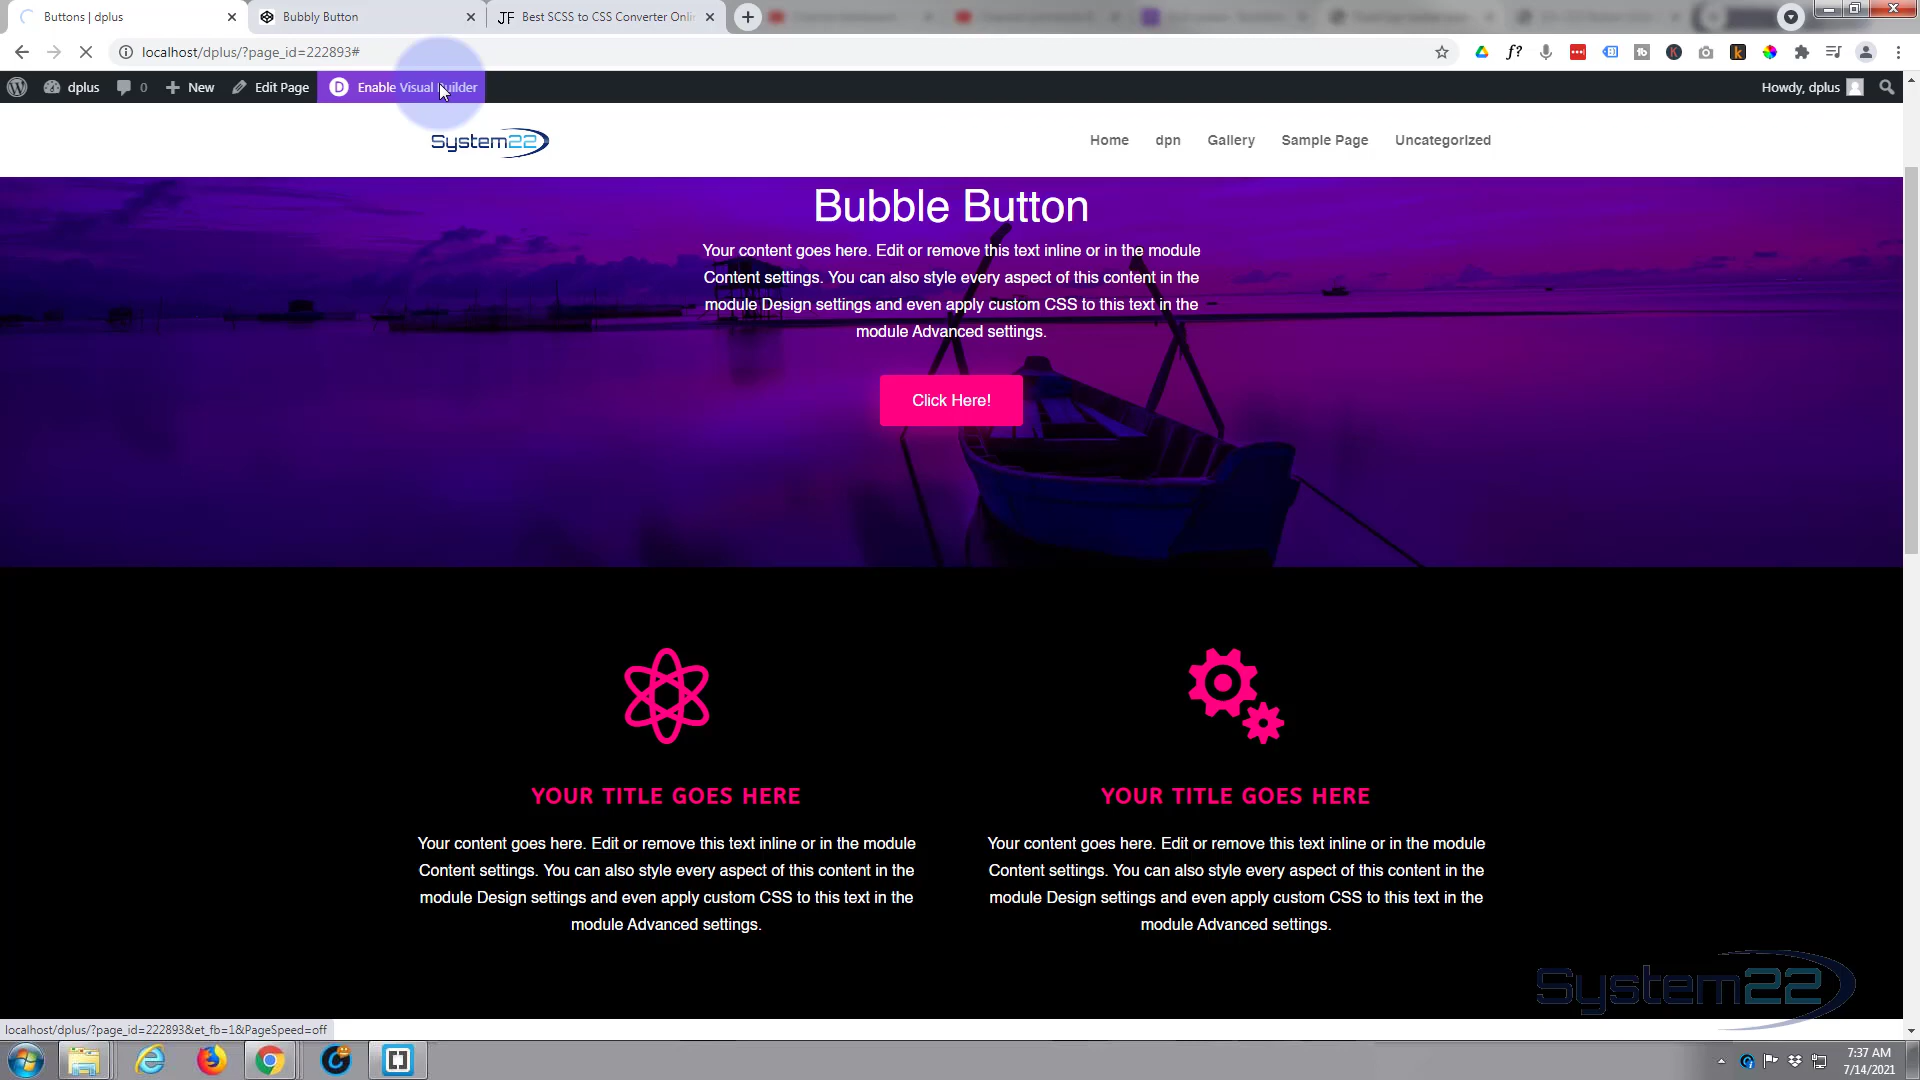 Buttons | dplus
Bubbly Button
JF Best SCSS to CSS Converter Onli
localhost/dplus/?page_id=222893#
dplus
0
New
Edit Page
D Enable Visual Builder
Howdy, dplus
System22
Home
dpn
Gallery
Sample Page
Uncategorized
Bubble Button
Your content goes here. Edit or remove this text inline or in the module
Content settings. You can also style every aspect of this content in the
module Design settings and even apply custom CSS to this text in the
module Advanced settings.
Click Here!
YOUR TITLE GOES HERE
Your content goes here. Edit or remove this text inline or in the module
Content settings. You can also style every aspect of this content in the
module Design settings and even apply custom CSS to this text in the
module Advanced settings.
YOUR TITLE GOES HERE
Your content goes here. Edit or remove this text inline or in the module
Content settings. You can also style every aspect of this content in the
module Design settings and even apply custom CSS to this text in the
module Advanced settings.
System22
localhost/dplus/?page_id=222893&et_fb=1&PageSpeed=off
7:37 AM
7/14/2021